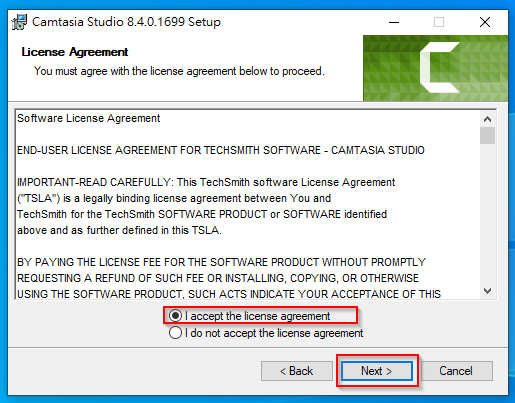 Camtasia Studio 8.4.0.1699 Setup
License Agreement
You must agree with the license agreement below to proceed.
Software License Agreement
END-USER LICENSE AGREEMENT FOR TECHSMITH SOFTWARE - CAMTASIA STUDIO
IMPORTANT-READ CAREFULLY: This TechSmith software License Agreement
("TSLA") is a legally binding license agreement between You and
TechSmith for the TechSmith SOFTWARE PRODUCT or SOFTWARE identified
above and as further defined in this TSLA.
BY PAYING THE LICENSE FEE FOR THE SOFTWARE PRODUCT WITHOUT PROMPTLY
REQUESTING A REFUND OF SUCH FEE OR INSTALLING, COPYING, OR OTHERWISE
USING THE SOFTWARE PRODUCT, SUCH ACTS INDICATE YOUR ACCEPTANCE OF THIS
I accept the license agreement
I do not accept the license agreement
< Back Next > Cancel